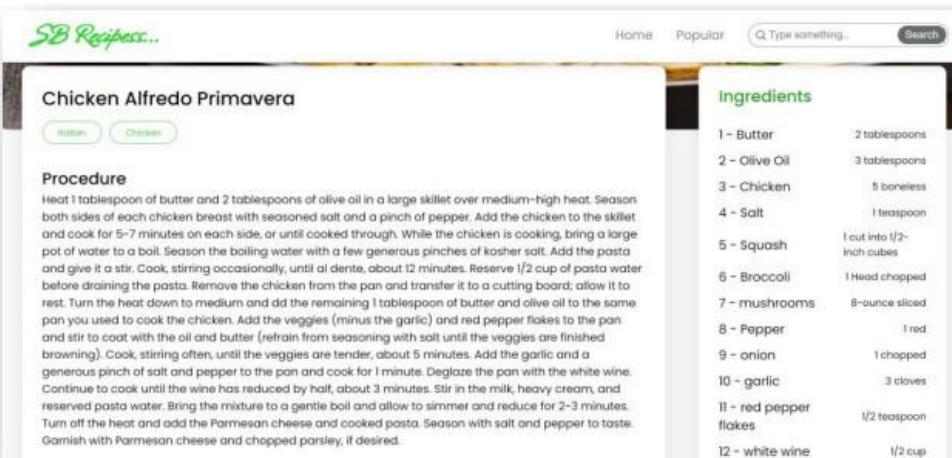 SB Recipess...
Home Popular Type something... Search
Chicken Alfredo Primavera
Italian Chicken
Procedure
Heat 1 tablespoon of butter and 2 tablespoons of olive oil in a large skillet over medium-high heat. Season
both sides of each chicken breast with seasoned salt and a pinch of pepper. Add the chicken to the skillet
and cook for 5-7 minutes on each side, or until cooked through. While the chicken is cooking, bring a large
pot of water to a boil. Season the boiling water with a few generous pinches of kosher salt. Add the pasta
and give it a stir. Cook, stirring occasionally, until al dente, about 12 minutes. Reserve 1/2 cup of pasta water
before draining the pasta. Remove the chicken from the pan and transfer it to a cutting board; allow it to
rest. Turn the heat down to medium and dd the remaining 1 tablespoon of butter and olive oil to the same
pan you used to cook the chicken. Add the veggies (minus the garlic) and red pepper flakes to the pan
and stir to coat with the oil and butter (refrain from seasoning with salt until the veggies are finished
browning). Cook, stirring often, until the veggies are tender, about 5 minutes. Add the garlic and a
generous pinch of salt and pepper to the pan and cook for 1 minute. Deglaze the pan with the white wine.
Continue to cook until the wine has reduced by half, about 3 minutes. Stir in the milk, heavy cream, and
reserved pasta water. Bring the mixture to a gentle boil and allow to simmer and reduce for 2-3 minutes.
Turn off the heat and add the Parmesan cheese and cooked pasta. Season with salt and pepper to taste.
Garnish with Parmesan cheese and chopped parsley, if desired.
Ingredients
1 - Butter 2 tablespoons
2 - Olive Oil 3 tablespoons
3 - Chicken 5 boneless
4 - Salt 1 teaspoon
5 - Squash 1 cut into 1/2-
inch cubes
6 - Broccoli 1 Head chopped
7 - mushrooms 8-ounce sliced
8 - Pepper 1 red
9 - onion 1 chopped
10 - garlic 3 cloves
11 - red pepper
flakes 1/2 teaspoon
12 - white wine 1/2 cup